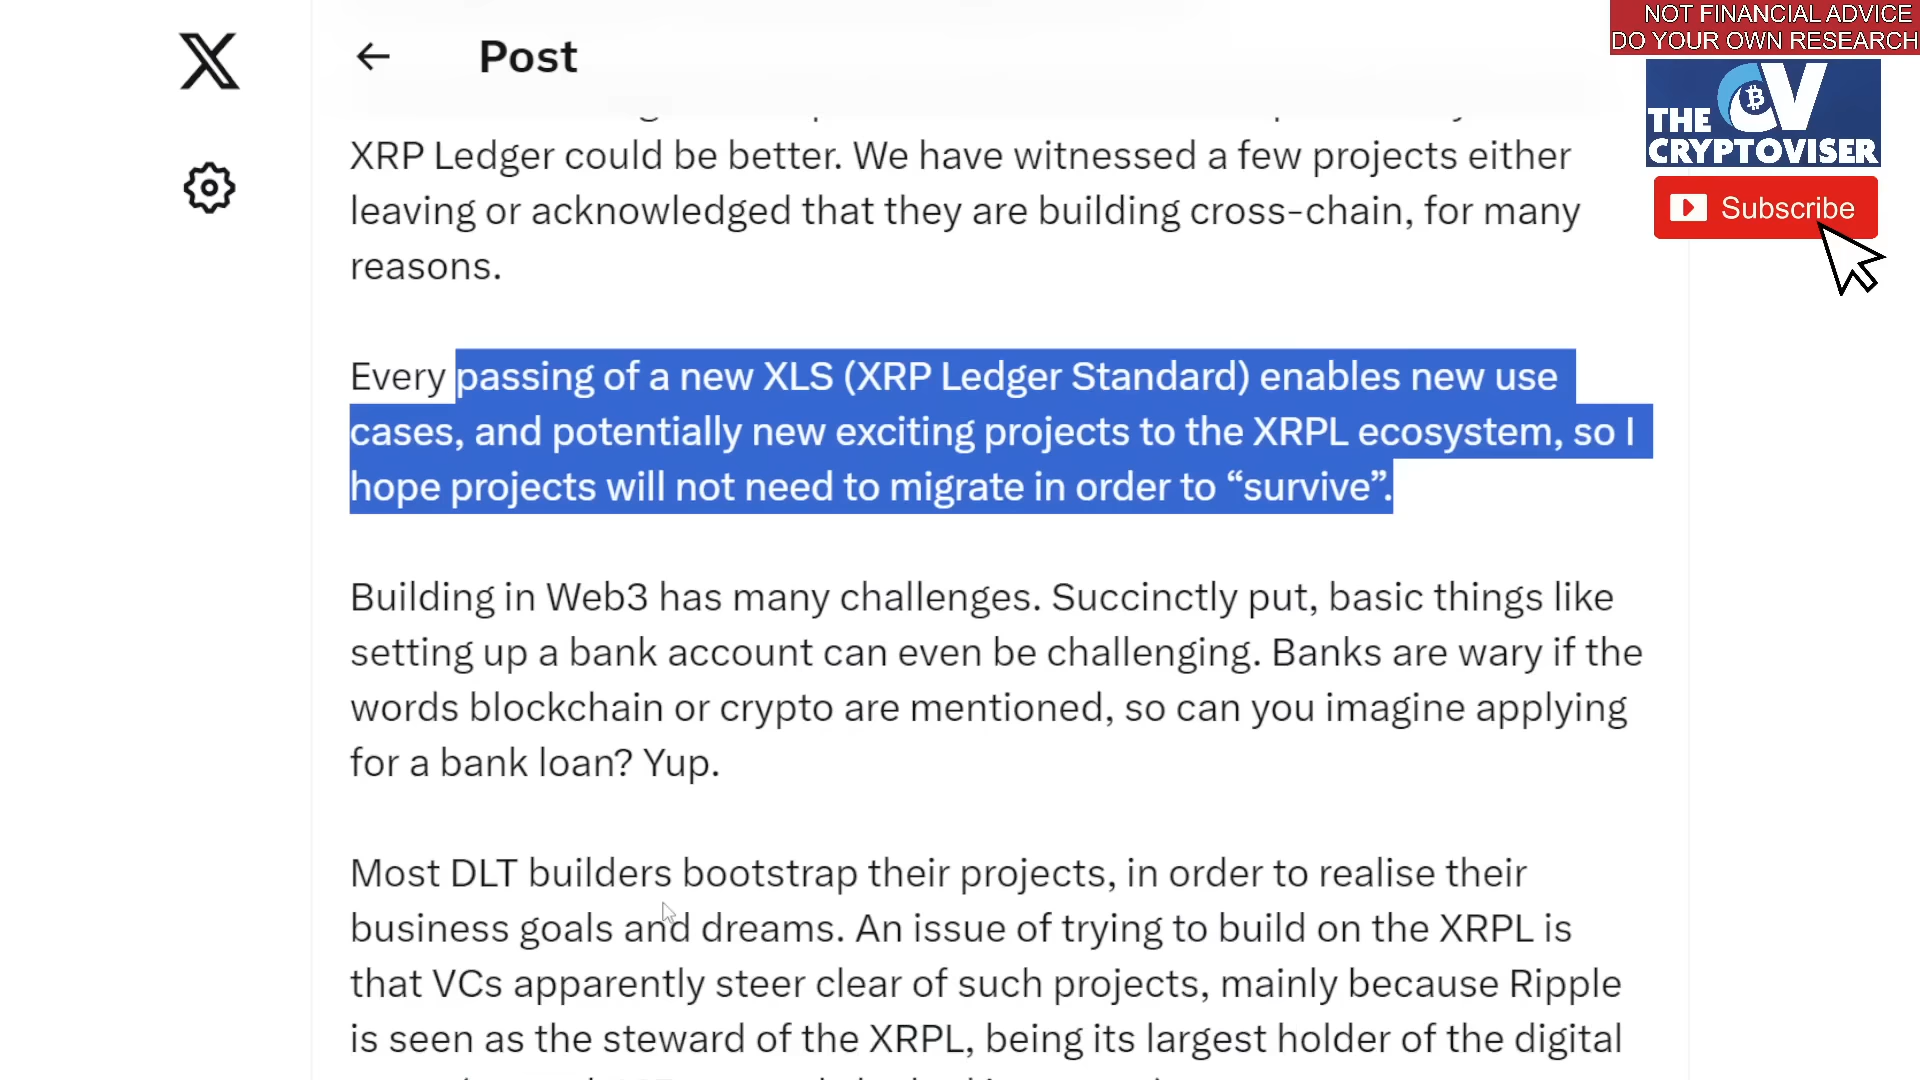 NOT FINANCIAL ADVICE
DO YOUR OWN RESEARCH
X
Post
THE CV
CRYPTOVISER
Subscribe
XRP Ledger could be better. We have witnessed a few projects either
leaving or acknowledged that they are building cross-chain, for many
reasons.
Every passing of a new XLS (XRP Ledger Standard) enables new use
cases, and potentially new exciting projects to the XRPL ecosystem, so I
hope projects will not need to migrate in order to “survive”.
Building in Web3 has many challenges. Succinctly put, basic things like
setting up a bank account can even be challenging. Banks are wary if the
words blockchain or crypto are mentioned, so can you imagine applying
for a bank loan? Yup.
Most DLT builders bootstrap their projects, in order to realise their
business goals and dreams. An issue of trying to build on the XRPL is
that VCs apparently steer clear of such projects, mainly because Ripple
is seen as the steward of the XRPL, being its largest holder of the digital